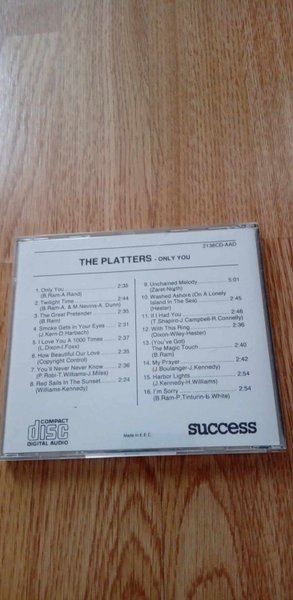 2138CD-AAD
THE PLATTERS - ONLY YOU
1. Only You 2:35
(B.Ram-A.Rand)
2. Twilight Time 2:44
(B.Ram-A. & M.Nevins-A. Dunn)
3. The Great Pretender 2:35
(B.Ram)
4. Smoke Gets In Your Eyes 2:31
(J.Kern-O.Harbach)
5. I Love You A 1000 Times 2:31
(L.Dixon-I.Foxx)
6. How Beautiful Our Love 2:35
(Copyright Control)
7. You'll Never Never Know 2:36
(P.Robi-T.Williams-J.Miles)
8. Red Sails In The Sunset 2:24
(Williams-Kennedy)
9. Unchained Melody 5:01
(Zaret-North)
10. Washed Ashore (On A Lonely
Island In The Sea) 2:45
(Hester)
11. If I Had You 2:48
(T.Shapiro-J.Campbell-R.Connelly)
12. With This Ring 2:36
(Dixon-Wiley-Hester)
13. (You've Got)
The Magic Touch 2:40
(B.Ram)
14. My Prayer 2:42
(J.Boulanger-J.Kennedy)
15. Harbor Lights 2:54
(J.Kennedy-H.Williams)
16. I'm Sorry 2:54
(B.Ram-P.Tinturin-B.White)
COMPACT
disc
DIGITAL AUDIO
Made in E.E.C.
success